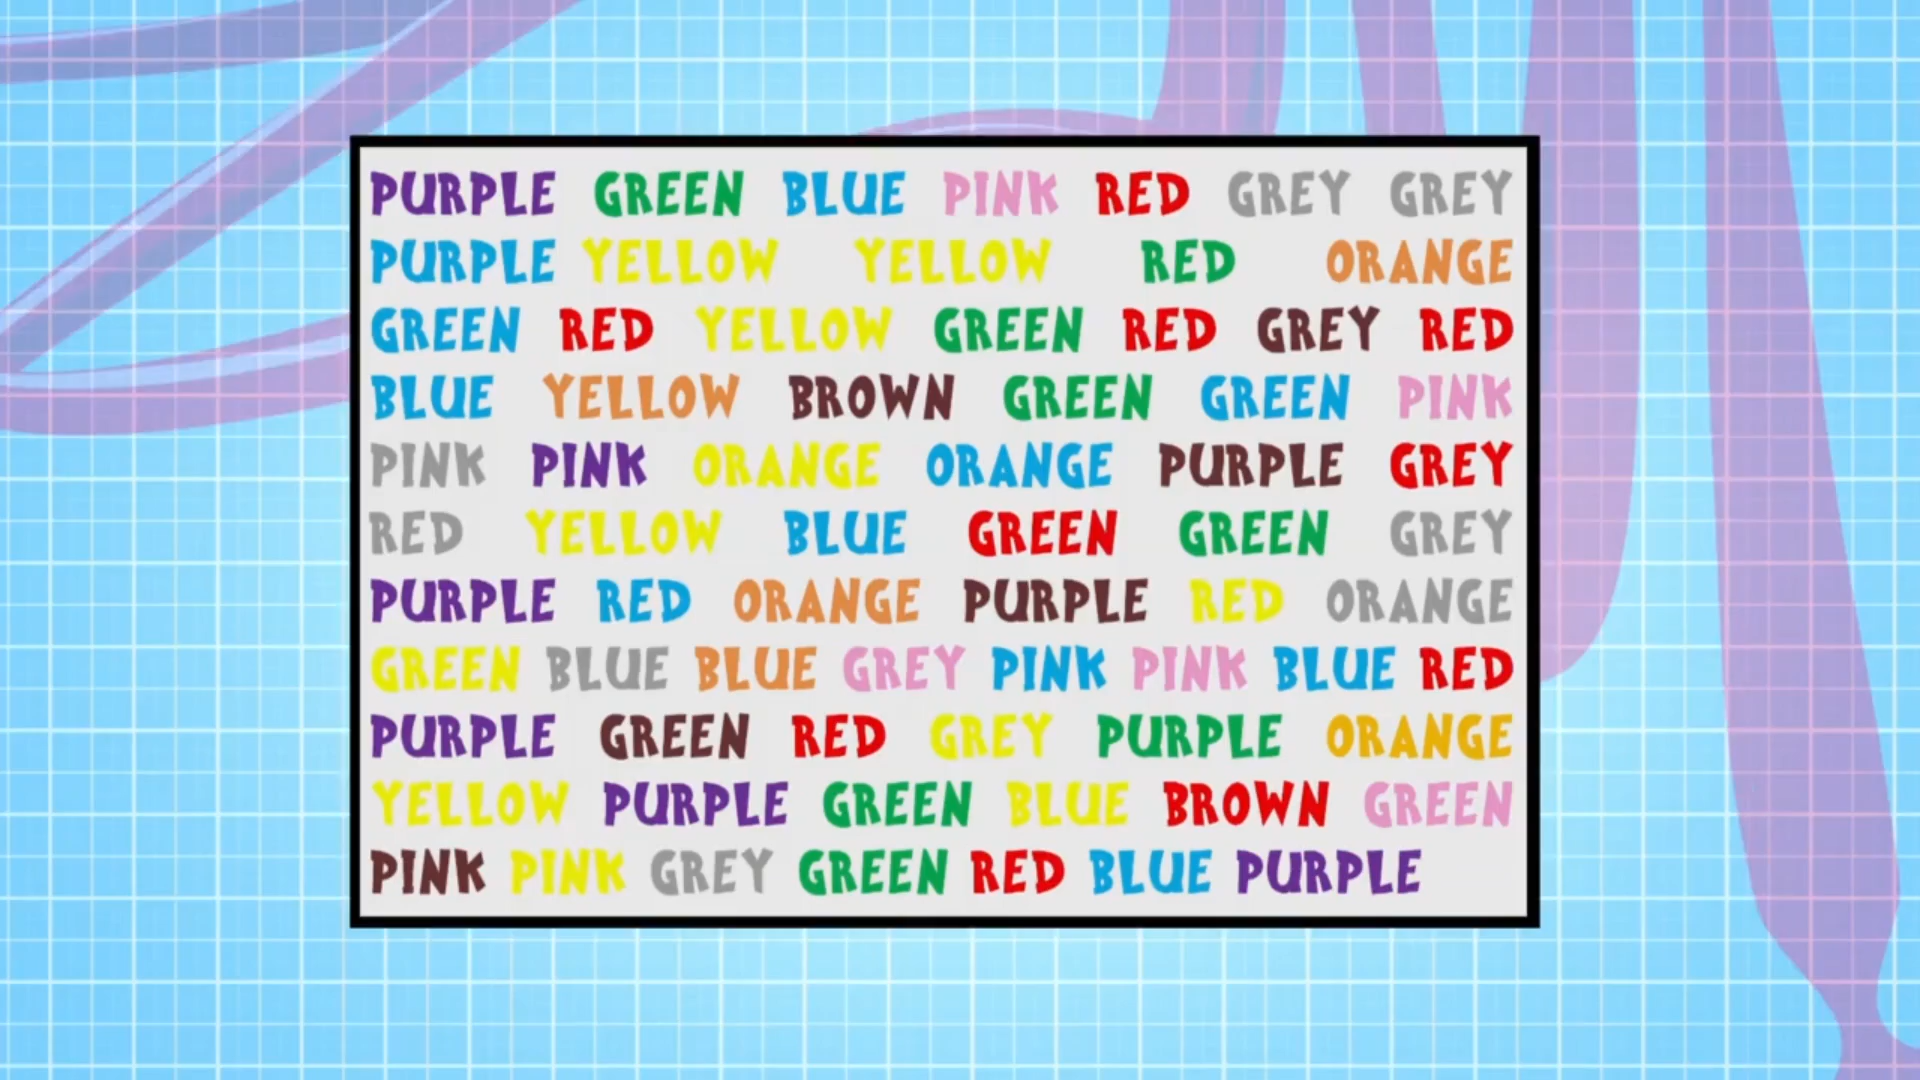 PURPLE GREEN BLUE PINK RED GREY GREY
PURPLE YELLOW YELLOW RED ORANGE
GREEN RED YELLOW GREEN RED GREY RED
BLUE YELLOW BROWN GREEN GREEN PINK
PINK PINK ORANGE ORANGE PURPLE GREY
RED YELLOW BLUE GREEN GREEN GREY
PURPLE RED ORANGE PURPLE RED ORANGE
GREEN BLUE BLUE GREY PINK PINK BLUE RED
PURPLE GREEN RED GREY PURPLE ORANGE
YELLOW PURPLE GREEN BLUE BROWN GREEN
PINK PINK GREY GREEN RED BLUE PURPLE